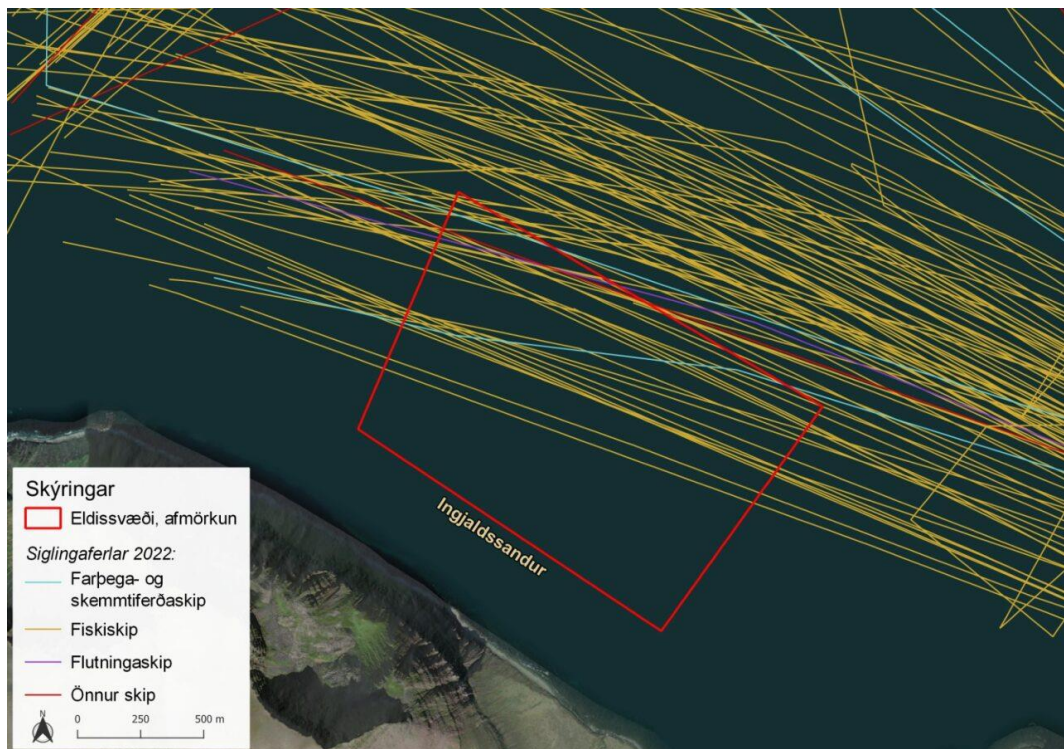 Ingjaldssandur
Skýringar
Eldissvæði, afmörkun
Siglingaferlar 2022:
Farþega- og
skemmtiferðaskip
Fiskiskip
Flutningaskip
Önnur skip
N
0 250 500 m